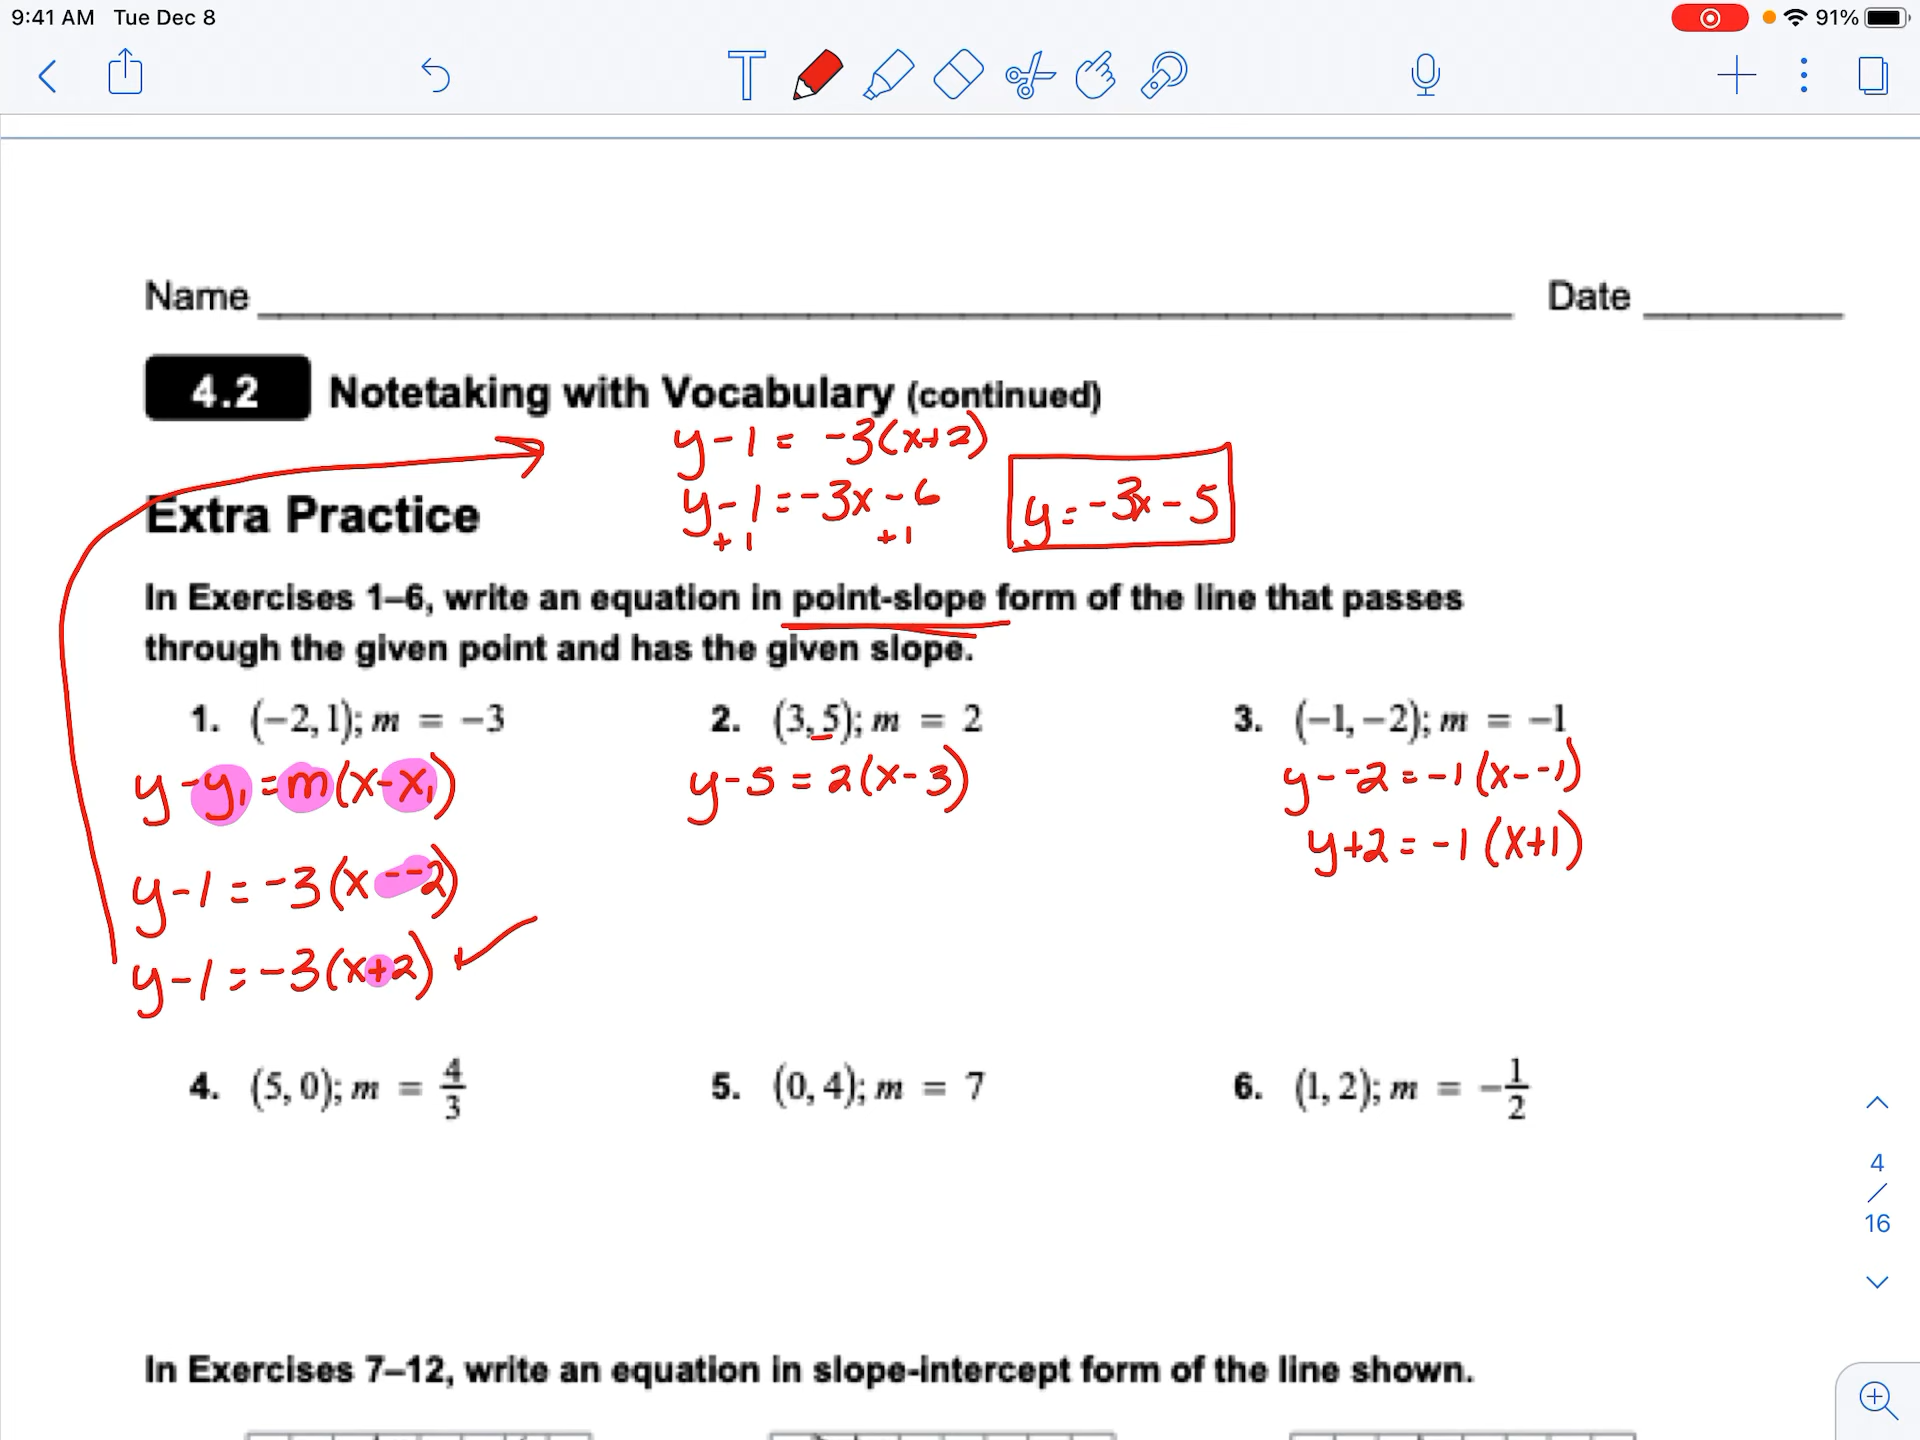 9:41 AM Tue Dec 8
91%
T
Name Date
4.2 Notetaking with Vocabulary (continued)
y-1 = -3(x+2)
y-1 = -3x-6
+1 +1
y = -3x-5
Extra Practice
In Exercises 1–6, write an equation in point-slope form of the line that passes
through the given point and has the given slope.
1. (−2, 1); m = −3
y-y₁ = m(x-x₁)
y-1 = -3(x--2)
y-1 = -3(x+2) ✓
2. (3, 5); m = 2
y-5 = 2(x-3)
3. (−1, −2); m = −1
y--2 = -1(x--1)
y+2 = -1(x+1)
4. (5, 0); m = 4/3
5. (0, 4); m = 7
6. (1, 2); m = −1/2
4
/
16
In Exercises 7–12, write an equation in slope-intercept form of the line shown.